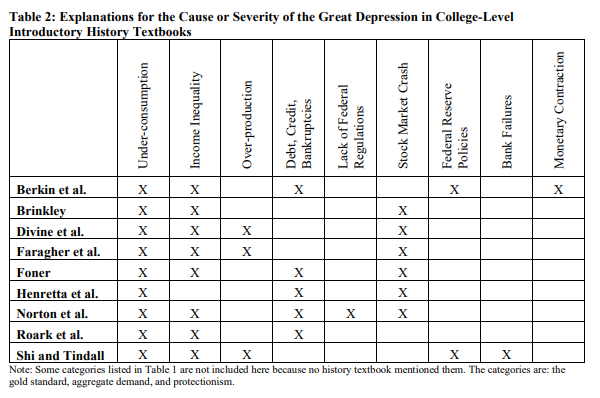 Table 2: Explanations for the Cause or Severity of the Great Depression in College-Level
Introductory History Textbooks
Under-consumption
Income Inequality
Over-production
Debt, Credit,
Bankruptcies
Lack of Federal
Regulations
Stock Market Crash
Federal Reserve
Policies
Bank Failures
Monetary Contraction
Berkin et al. X X X X X
Brinkley X X X
Divine et al. X X X X
Faragher et al. X X X X
Foner X X X X
Henretta et al. X X X
Norton et al. X X X X X
Roark et al. X X X
Shi and Tindall X X X X X
Note: Some categories listed in Table 1 are not included here because no history textbook mentioned them. The categories are: the
gold standard, aggregate demand, and protectionism.